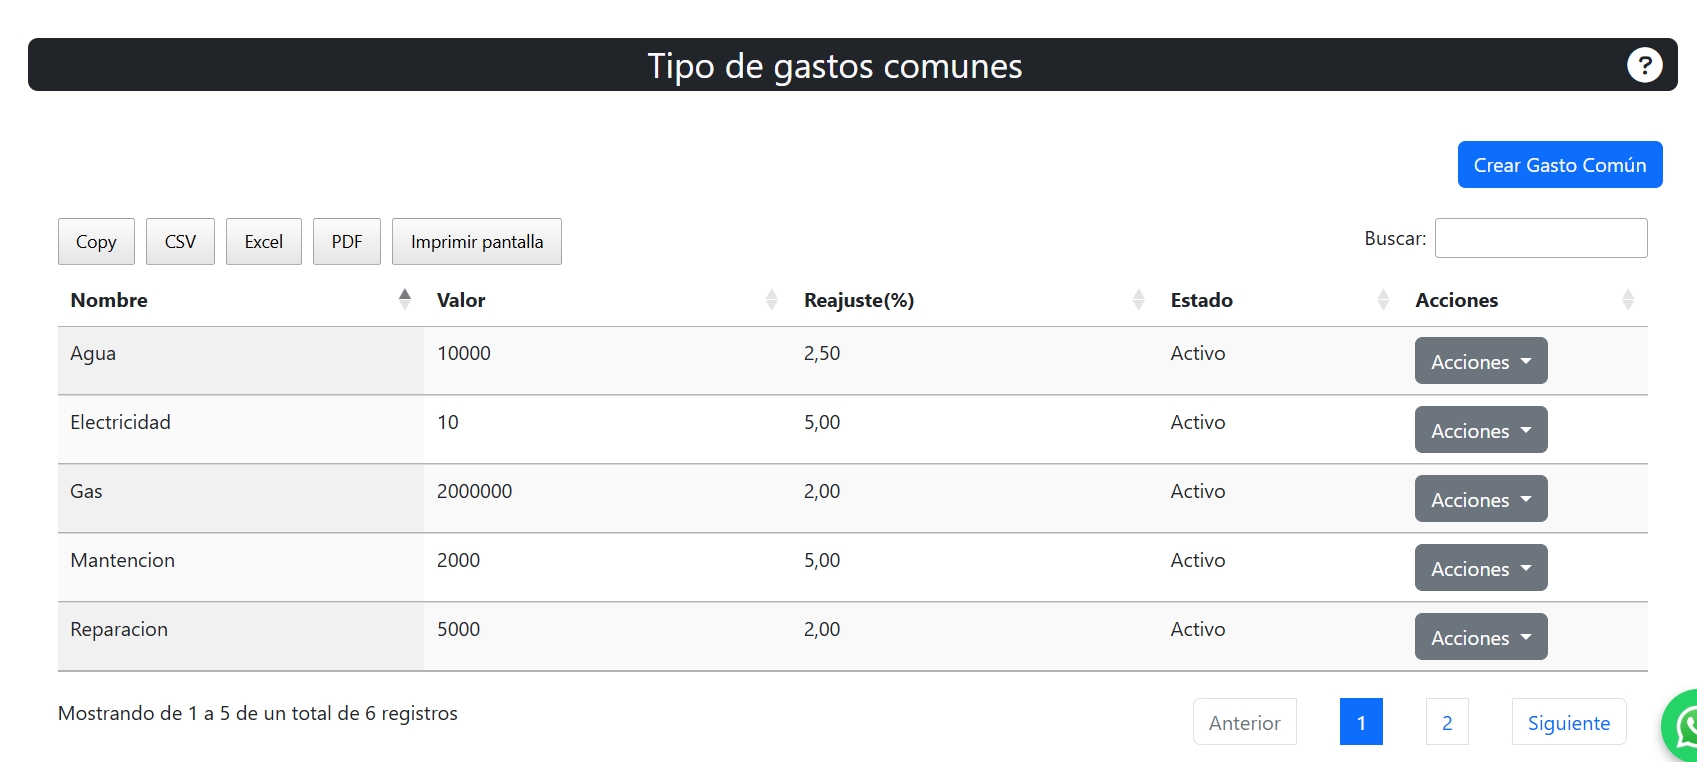 Tipo de gastos comunes ?
Crear Gasto Común
Copy CSV Excel PDF Imprimir pantalla Buscar:
Nombre Valor Reajuste(%) Estado Acciones
Agua 10000 2,50 Activo Acciones
Electricidad 10 5,00 Activo Acciones
Gas 2000000 2,00 Activo Acciones
Mantencion 2000 5,00 Activo Acciones
Reparacion 5000 2,00 Activo Acciones
Mostrando de 1 a 5 de un total de 6 registros Anterior 1 2 Siguiente